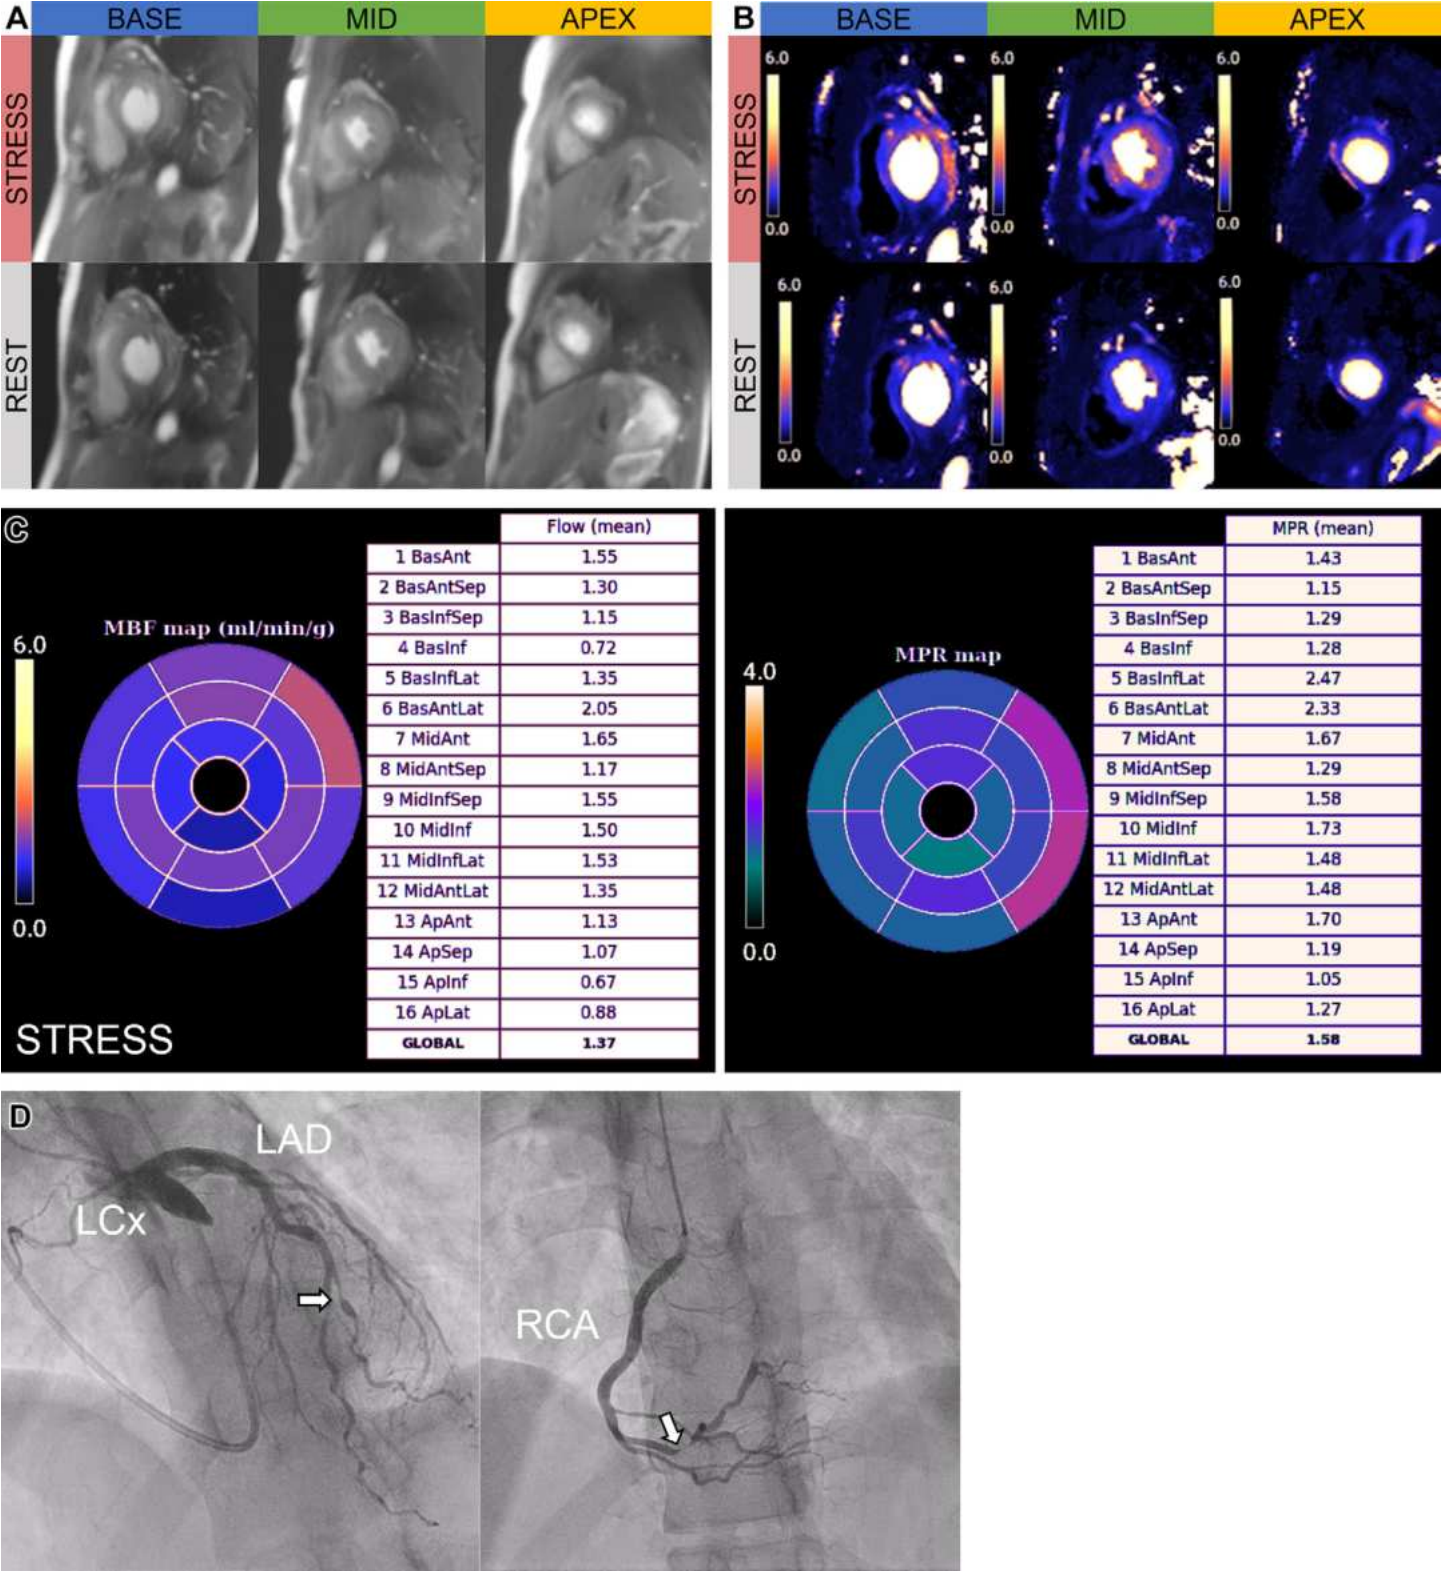 A BASE MID APEX
STRESS
REST
B BASE MID APEX
STRESS
6.0 6.0 6.0
0.0 0.0 0.0
REST
6.0 6.0 6.0
0.0 0.0 0.0
C
MBF map (ml/min/g)
6.0
0.0
STRESS
Flow (mean)
1 BasAnt 1.55
2 BasAntSep 1.30
3 BasInfSep 1.15
4 BasInf 0.72
5 BasInfLat 1.35
6 BasAntLat 2.05
7 MidAnt 1.65
8 MidAntSep 1.17
9 MidInfSep 1.55
10 MidInf 1.50
11 MidInfLat 1.53
12 MidAntLat 1.35
13 ApAnt 1.13
14 ApSep 1.07
15 ApInf 0.67
16 ApLat 0.88
GLOBAL 1.37
MPR map
4.0
0.0
MPR (mean)
1 BasAnt 1.43
2 BasAntSep 1.15
3 BasInfSep 1.29
4 BasInf 1.28
5 BasInfLat 2.47
6 BasAntLat 2.33
7 MidAnt 1.67
8 MidAntSep 1.29
9 MidInfSep 1.58
10 MidInf 1.73
11 MidInfLat 1.48
12 MidAntLat 1.48
13 ApAnt 1.70
14 ApSep 1.19
15 ApInf 1.05
16 ApLat 1.27
GLOBAL 1.58
D
LAD
LCx
RCA